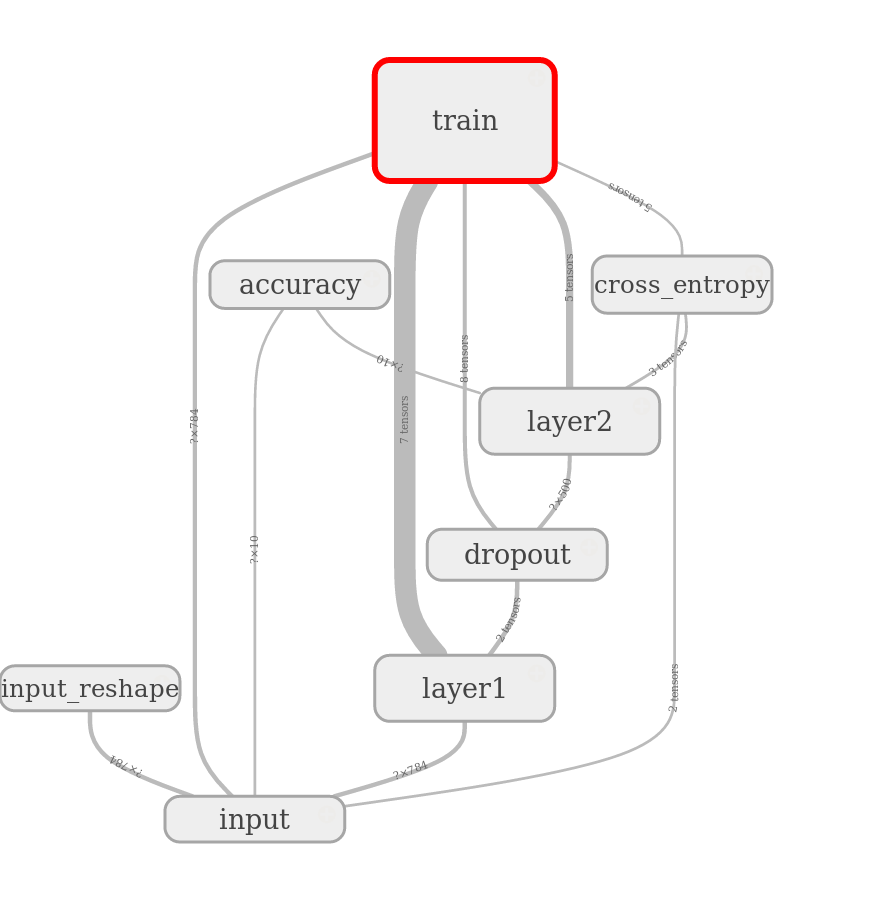 train
5 tensors
accuracy
5 tensors
cross_entropy
?×10
8 tensors
3 tensors
?×784
7 tensors
layer2
?×500
?×10
dropout
2 tensors
input_reshape
layer1
2 tensors
?×784
?×784
input